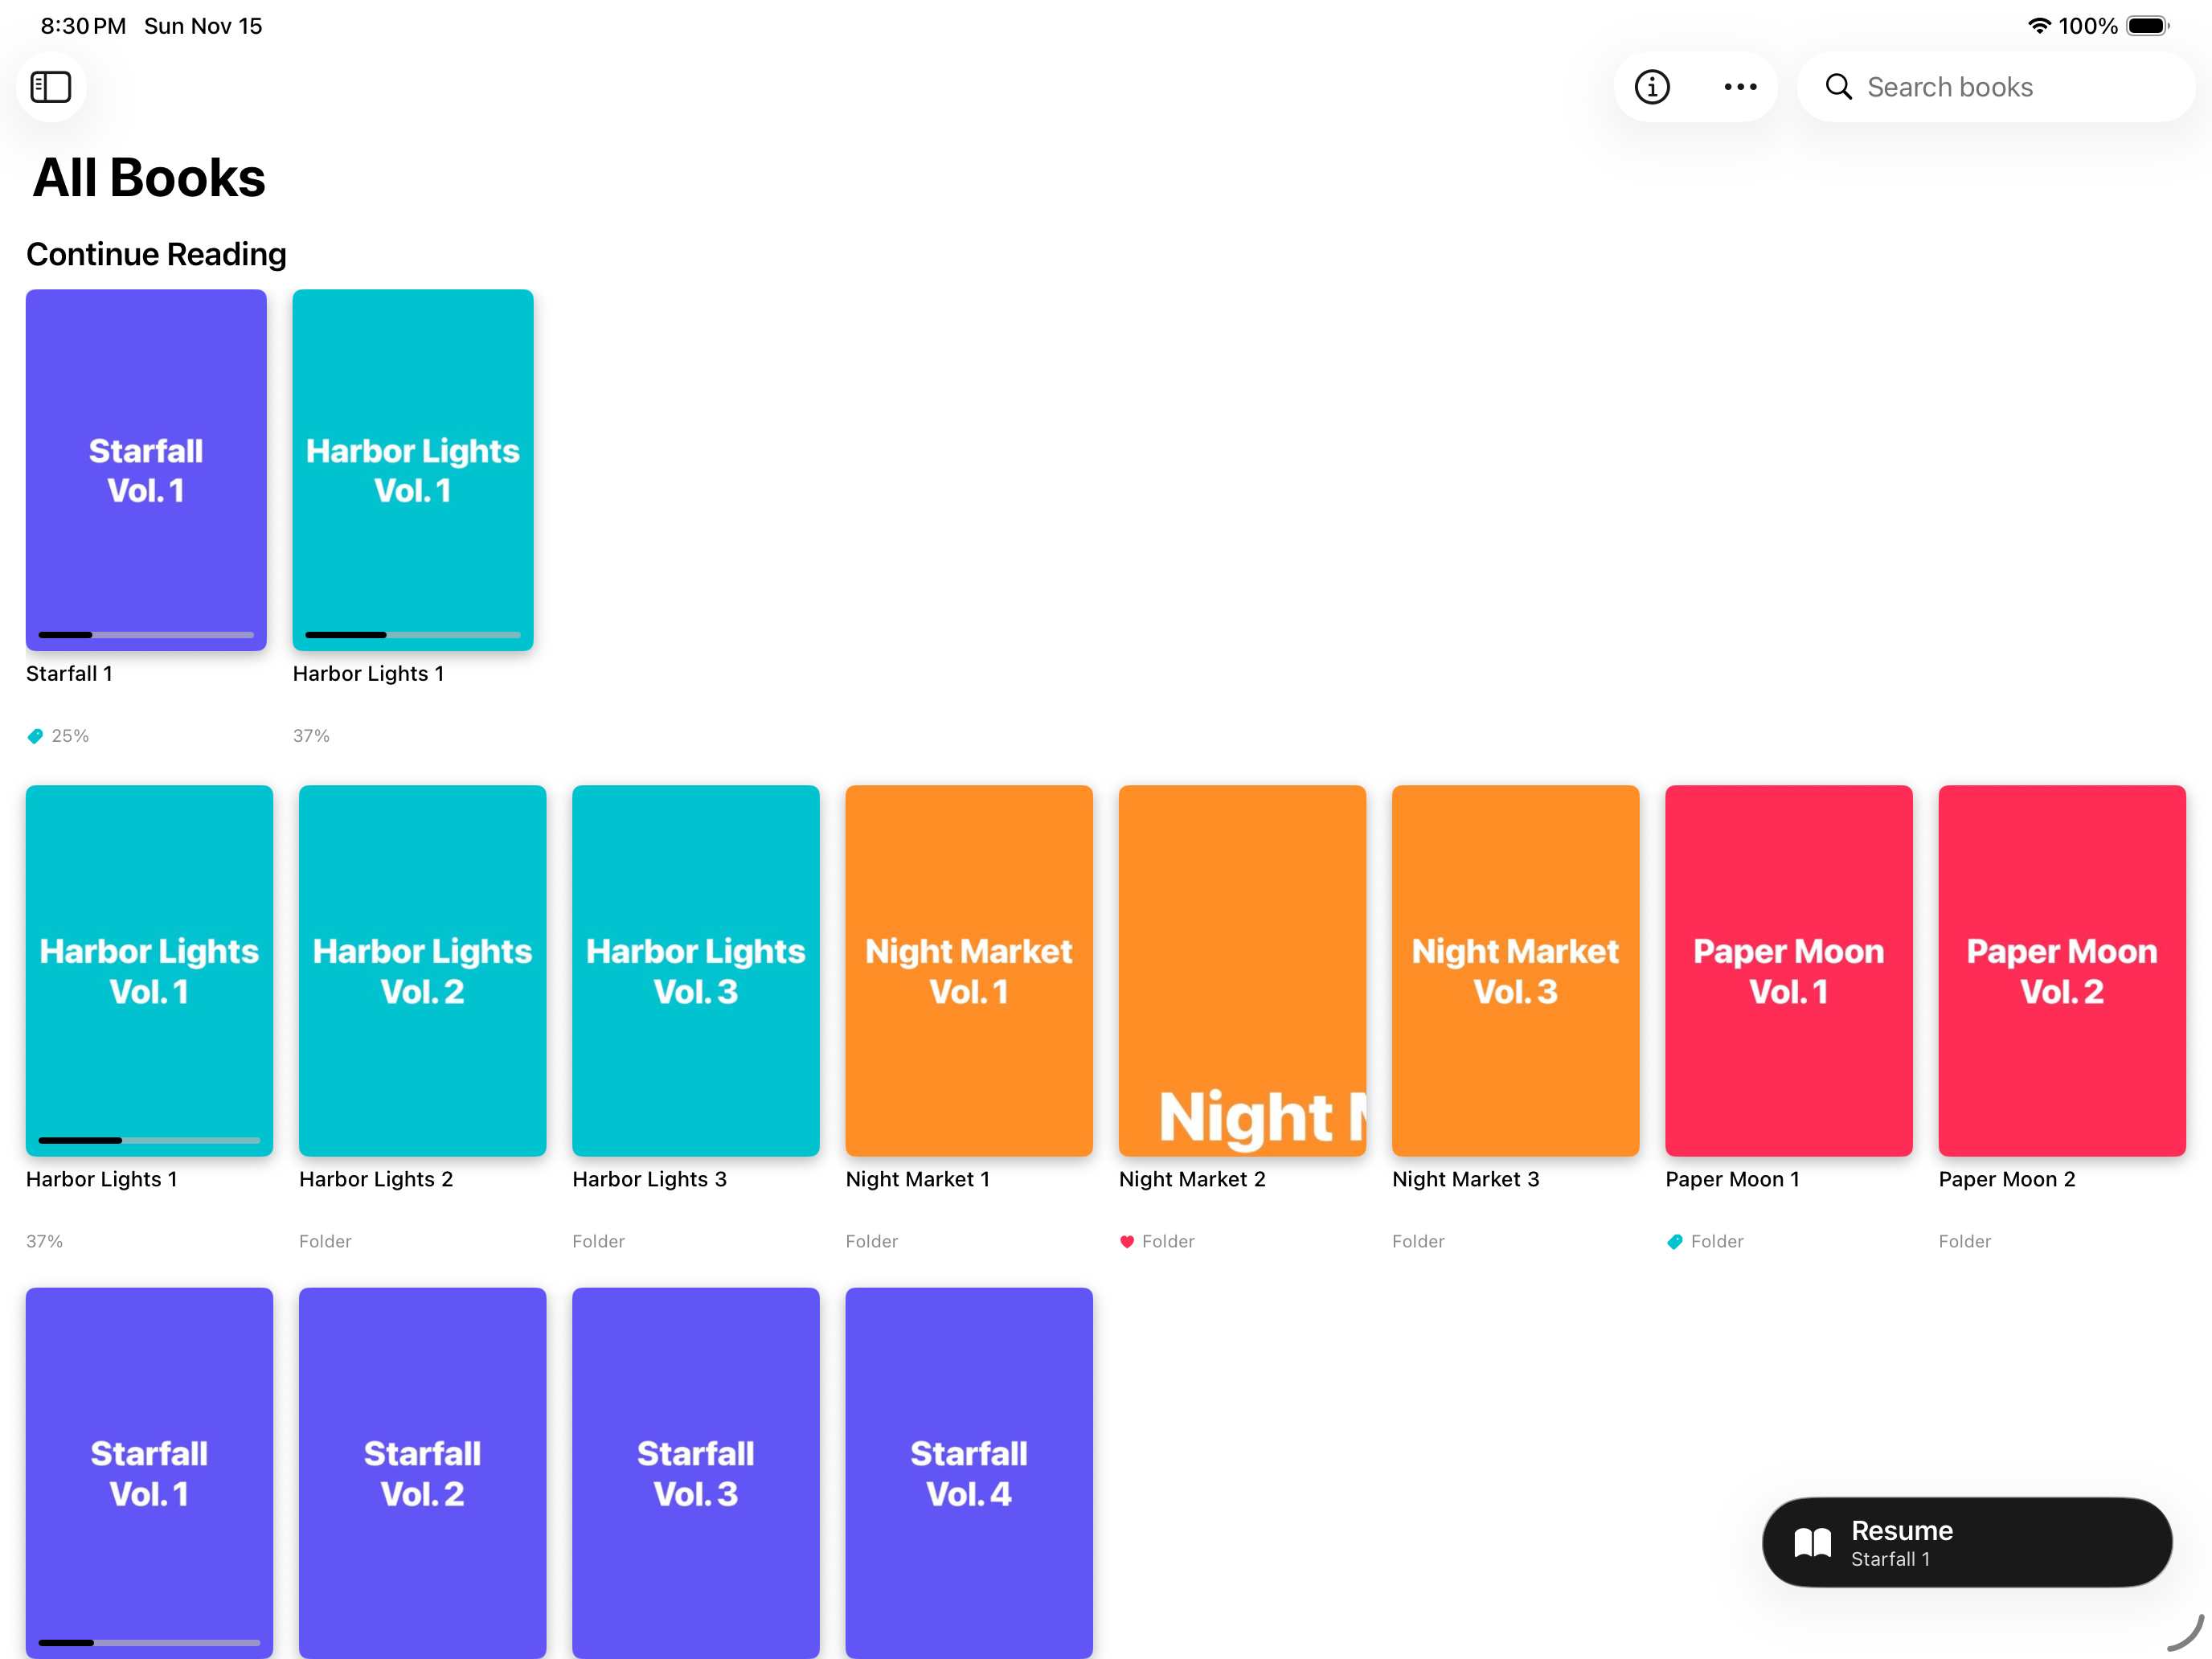 8:30 PM Sun Nov 15
100%
Search books
All Books
Continue Reading
Starfall
Vol. 1
Harbor Lights
Vol. 1
Starfall 1
Harbor Lights 1
25%
37%
Harbor Lights
Vol. 1
Harbor Lights
Vol. 2
Harbor Lights
Vol. 3
Night Market
Vol. 1
Night
Night Market
Vol. 3
Paper Moon
Vol. 1
Paper Moon
Vol. 2
Harbor Lights 1
Harbor Lights 2
Harbor Lights 3
Night Market 1
Night Market 2
Night Market 3
Paper Moon 1
Paper Moon 2
37%
Folder
Folder
Folder
Folder
Folder
Folder
Folder
Starfall
Vol. 1
Starfall
Vol. 2
Starfall
Vol. 3
Starfall
Vol. 4
Resume
Starfall 1